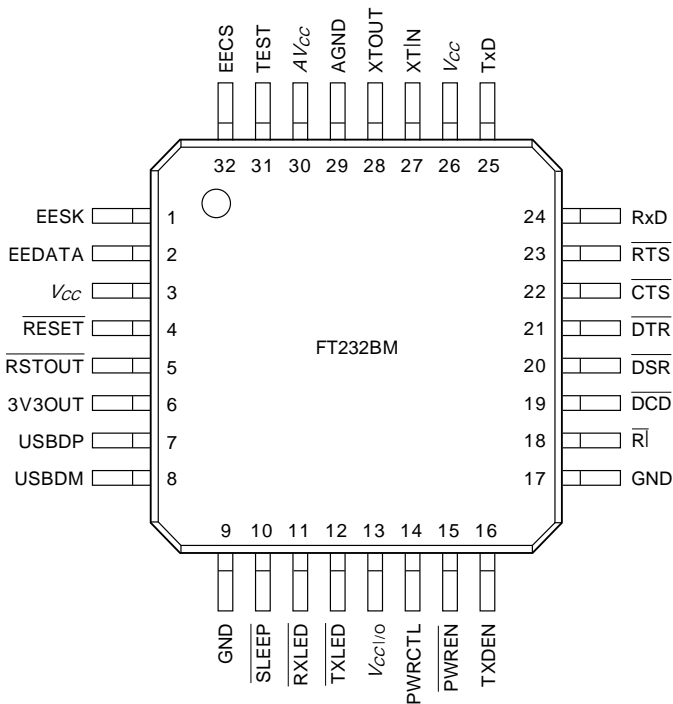 EECS TEST AVCC AGND XTOUT XTIN VCC TxD
32 31 30 29 28 27 26 25
EESK 1 24 RxD
EEDATA 2 23 RTS
VCC 3 22 CTS
RESET 4 21 DTR
FT232BM
RSTOUT 5 20 DSR
3V3OUT 6 19 DCD
USBDP 7 18 RI
USBDM 8 17 GND
9 10 11 12 13 14 15 16
GND SLEEP RXLED TXLED VCCI/O PWRCTL PWREN TXDEN